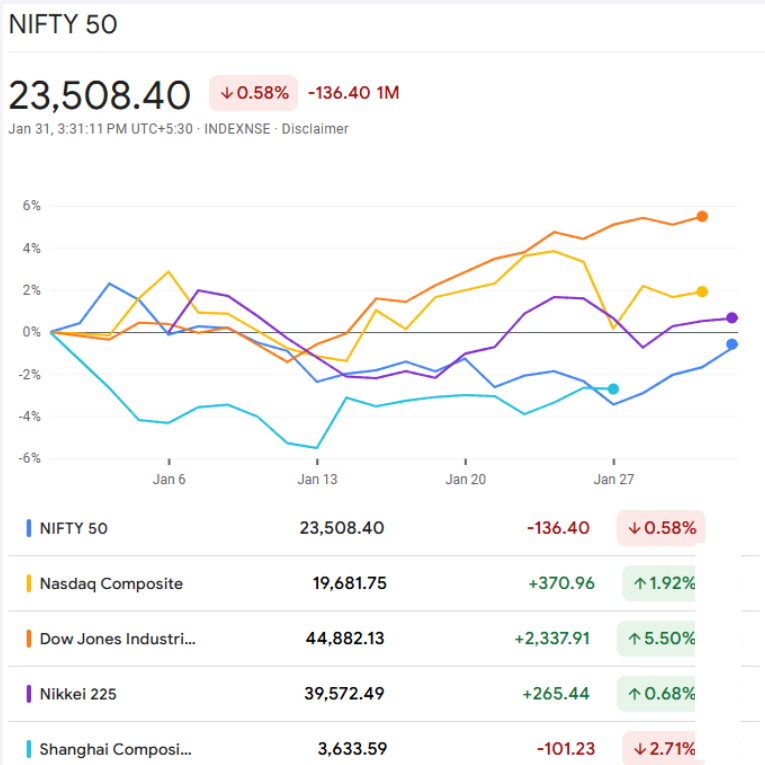 NIFTY 50
23,508.40 ↓0.58% -136.40 1M
Jan 31, 3:31:11 PM UTC+5:30 · INDEXNSE · Disclaimer
6%
4%
2%
0%
-2%
-4%
-6%
Jan 6 Jan 13 Jan 20 Jan 27
NIFTY 50 23,508.40 -136.40 ↓0.58%
Nasdaq Composite 19,681.75 +370.96 ↑1.92%
Dow Jones Industri... 44,882.13 +2,337.91 ↑5.50%
Nikkei 225 39,572.49 +265.44 ↑0.68%
Shanghai Composi... 3,633.59 -101.23 ↓2.71%